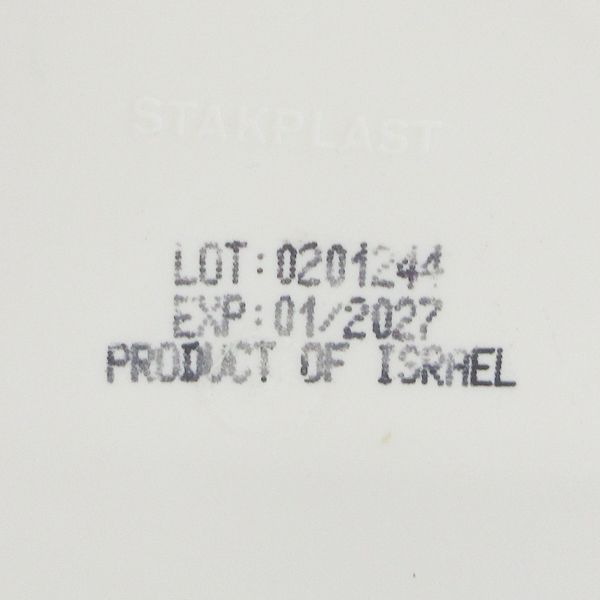 STAKPLAST
LOT:0201244
EXP:01/2027
PRODUCT OF ISRAEL